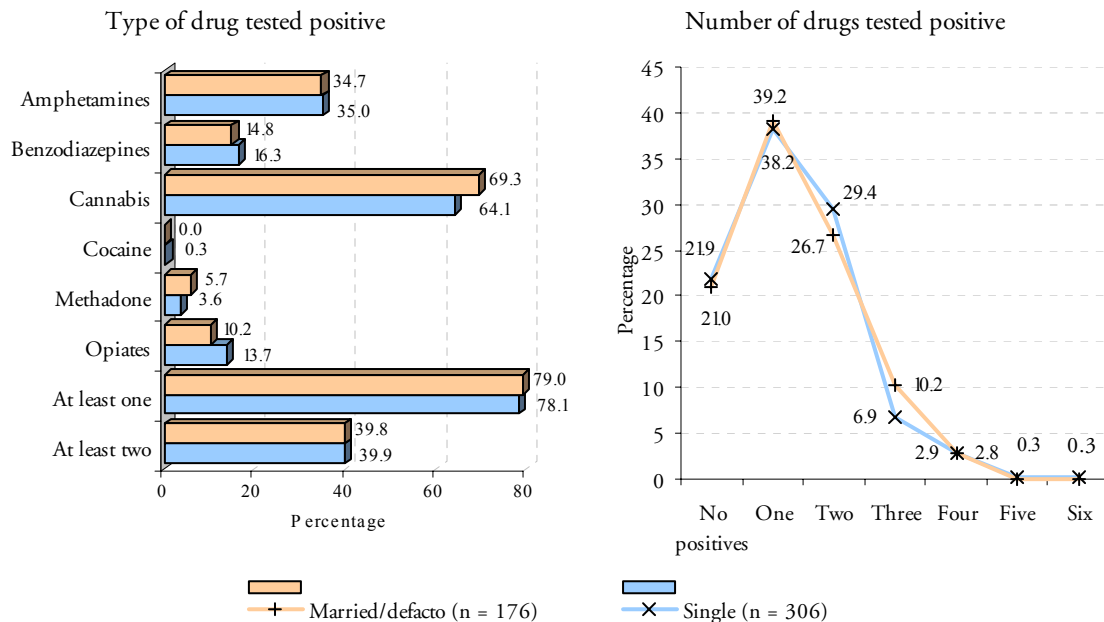 Type of drug tested positive
Amphetamines
34.7
35.0
Benzodiazepines
14.8
16.3
Cannabis
69.3
64.1
Cocaine
0.0
0.3
Methadone
5.7
3.6
Opiates
10.2
13.7
At least one
79.0
78.1
At least two
39.8
39.9
0 20 40 60 80
Percentage
Number of drugs tested positive
Percentage
45
40
35
30
25
20
15
10
5
0
39.2
38.2
29.4
26.7
21.9
21.0
10.2
6.9
2.9
2.8
0.3
0.3
No One Two Three Four Five Six
positives
Married/defacto (n = 176) Single (n = 306)